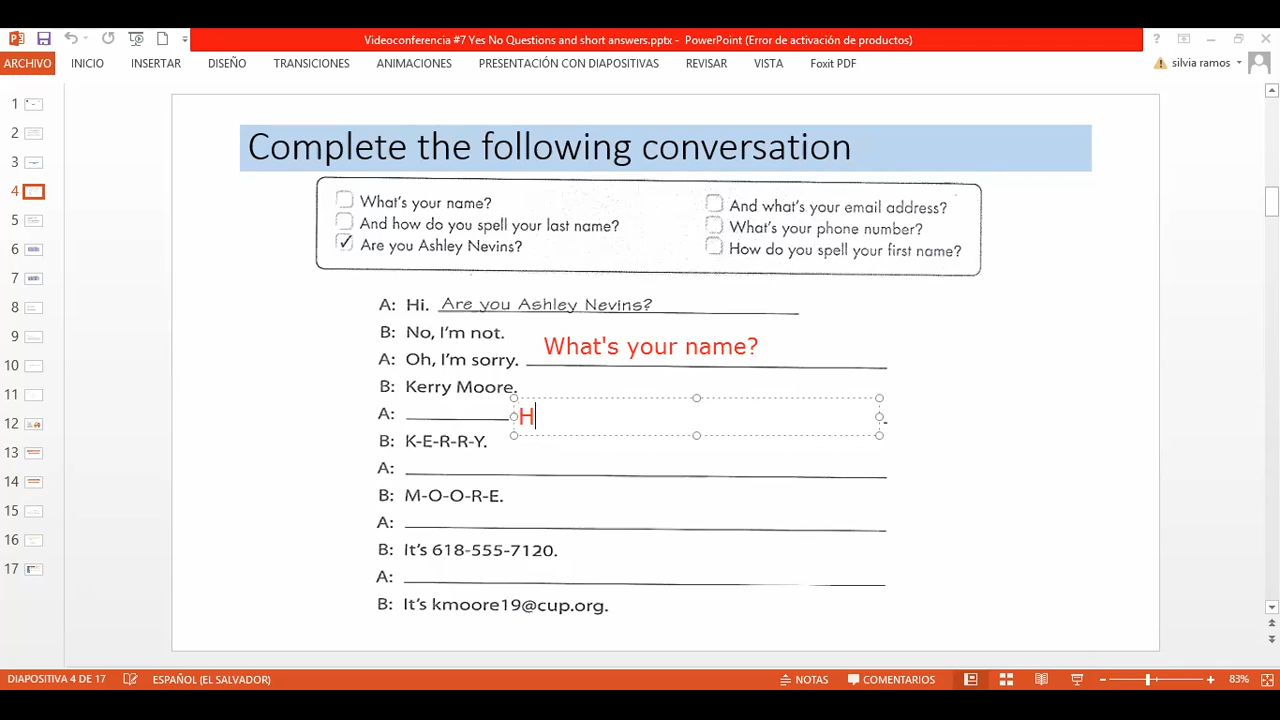 Videoconferencia #7 Yes No Questions and short answers.pptx - PowerPoint (Error de activación de productos)
ARCHIVO INICIO INSERTAR DISEÑO TRANSICIONES ANIMACIONES PRESENTACIÓN CON DIAPOSITIVAS REVISAR VISTA Foxit PDF silvia ramos
1
2
3
4
5
6
7
8
9
10
11
12
13
14
15
16
17
Complete the following conversation
What's your name?
And how do you spell your last name?
Are you Ashley Nevins?
And what's your email address?
What's your phone number?
How do you spell your first name?
A: Hi. Are you Ashley Nevins?
B: No, I'm not.
A: Oh, I'm sorry. What's your name?
B: Kerry Moore.
A: H
B: K-E-R-R-Y.
A:
B: M-O-O-R-E.
A:
B: It's 618-555-7120.
A:
B: It's kmoore19@cup.org.
DIAPOSITIVA 4 DE 17 ESPAÑOL (EL SALVADOR) NOTAS COMENTARIOS 83%